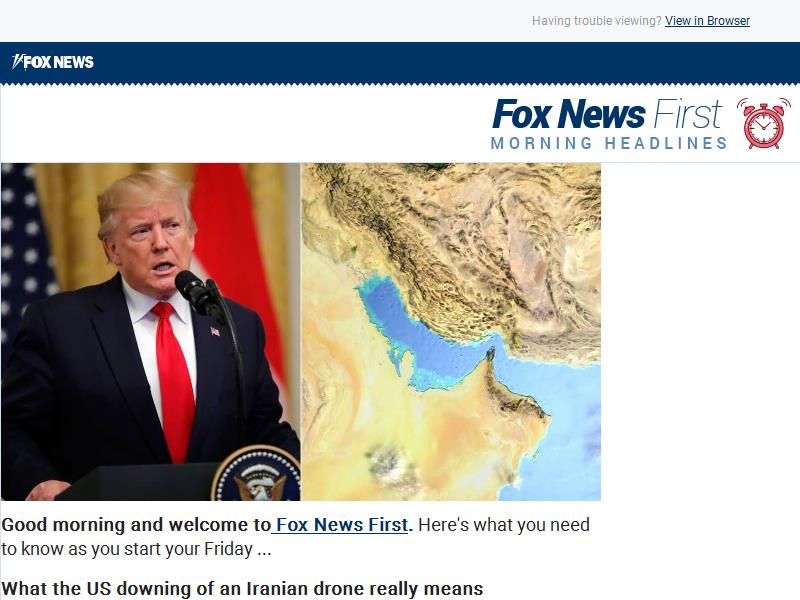 Having trouble viewing? View in Browser
FOX NEWS
Fox News First
MORNING HEADLINES
Good morning and welcome to Fox News First. Here's what you need
to know as you start your Friday ...
What the US downing of an Iranian drone really means